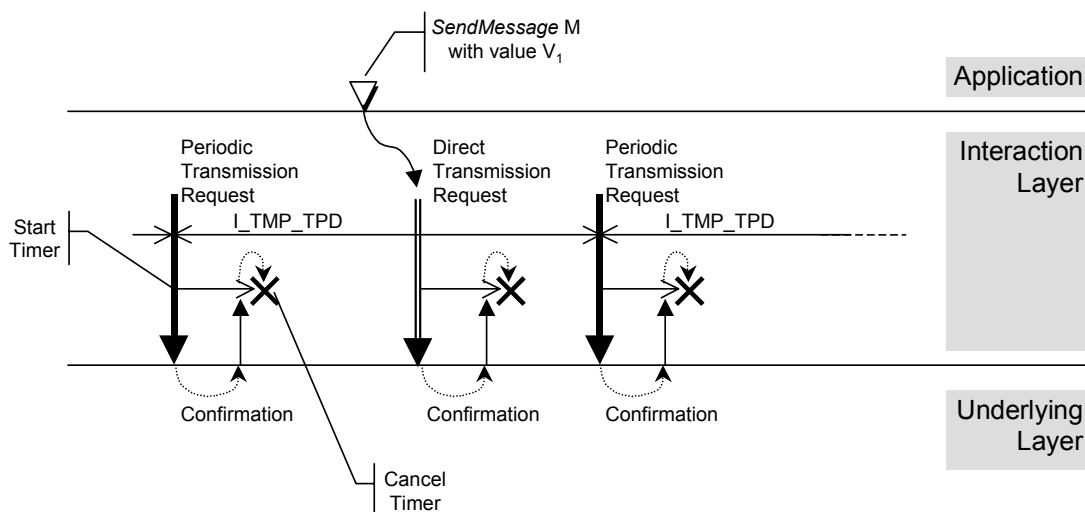 SendMessage M
with value V₁
Application
Periodic
Transmission
Request
Direct
Transmission
Request
Periodic
Transmission
Request
Interaction
Layer
I_TMP_TPD
I_TMP_TPD
Start
Timer
Confirmation
Confirmation
Confirmation
Underlying
Layer
Cancel
Timer